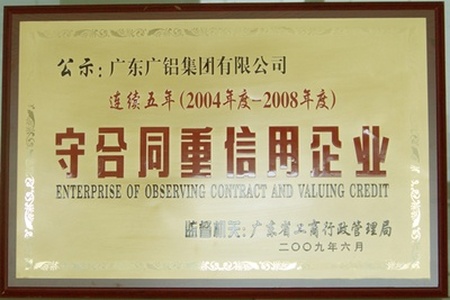 公示:广东广铝集团有限公司
连续五年(2004年度-2008年度)
守合同重信用企业
ENTERPRISE OF OBSERVING CONTRACT AND VALUING CREDIT
监督机关:广东省工商行政管理局
二〇〇九年六月